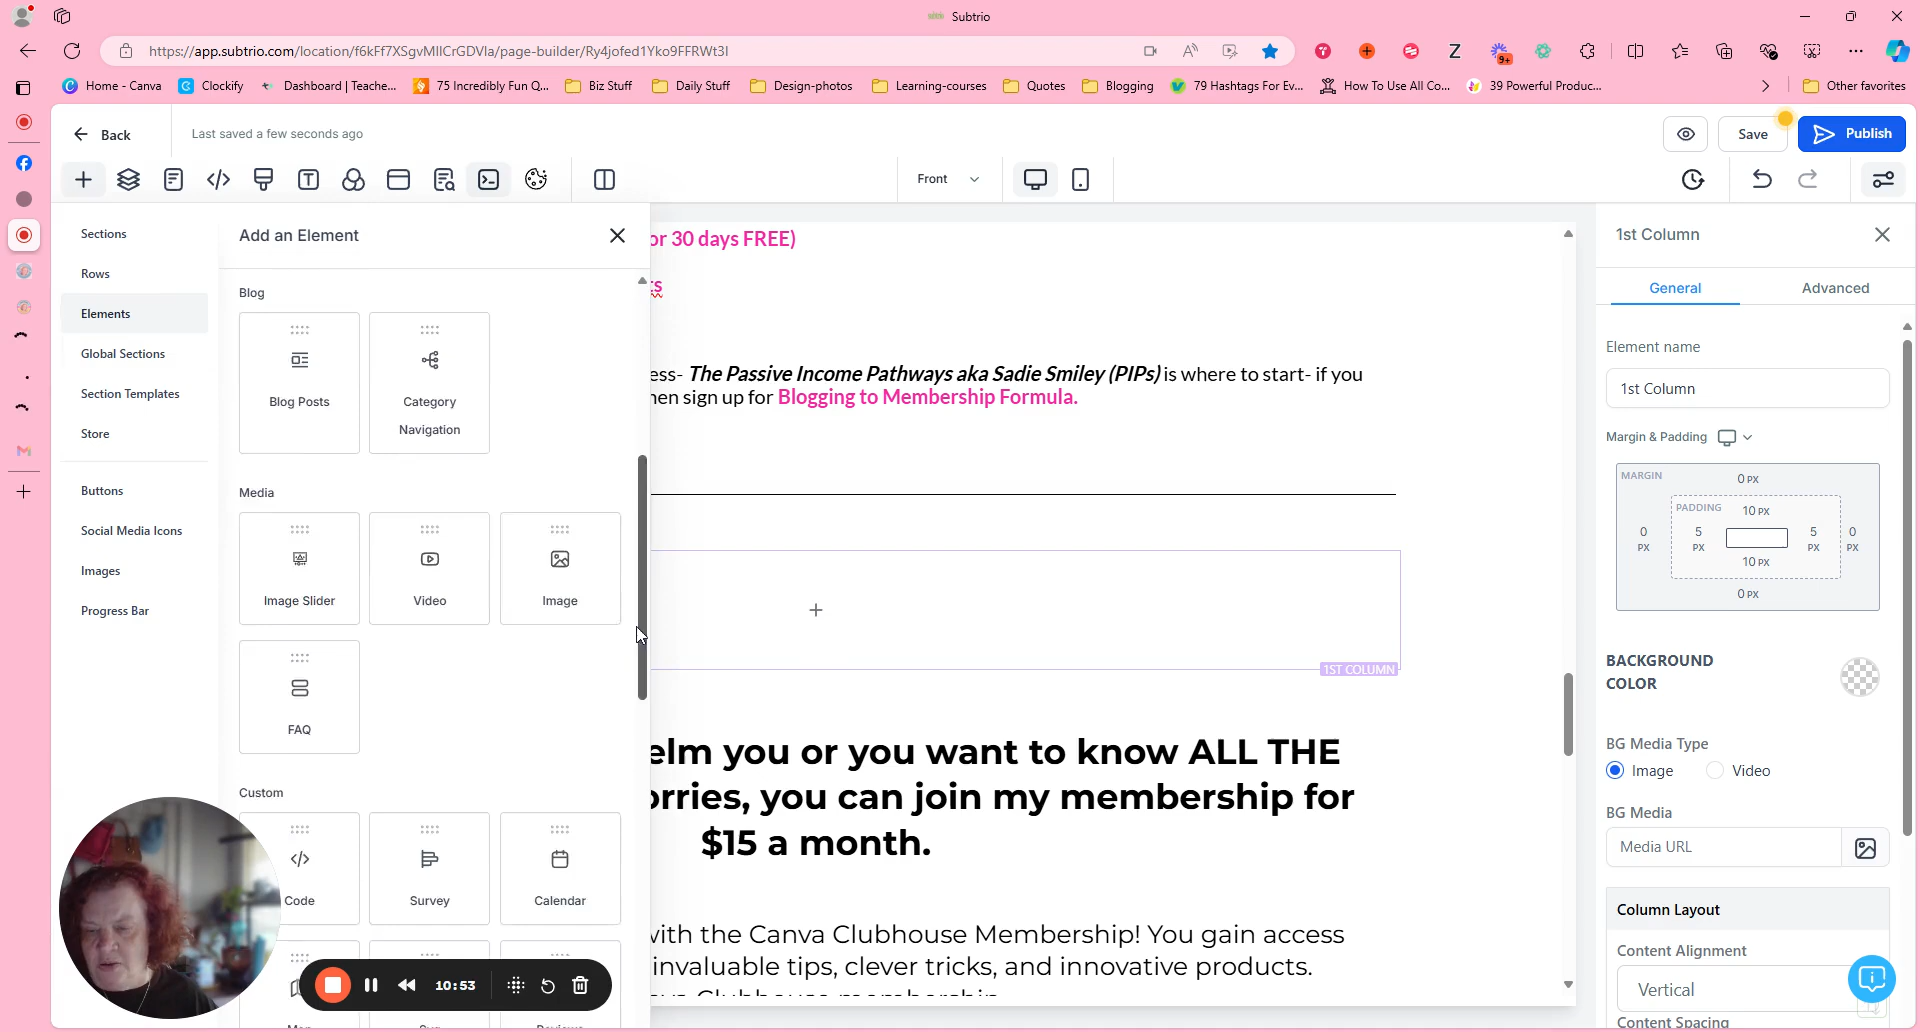 Subtrio
https://app.subtrio.com/location/f6kFf7XSgvMIlCrGDVla/page-builder/Ry4jofed1Yko9FFRWt3l
Home - Canva
Clockify
Dashboard | Teache...
75 Incredibly Fun Q...
Biz Stuff
Daily Stuff
Design-photos
Learning-courses
Quotes
Blogging
79 Hashtags For Ev...
How To Use All Co...
39 Powerful Produc...
Other favorites
Back
Last saved a few seconds ago
Save
Publish
Front
Sections
Rows
Elements
Global Sections
Section Templates
Store
Buttons
Social Media Icons
Images
Progress Bar
Add an Element
Blog
Blog Posts
Category
Navigation
Media
Image Slider
Video
Image
FAQ
Custom
Code
Survey
Calendar
10:53
or 30 days FREE)
ess- The Passive Income Pathways aka Sadie Smiley (PIPs) is where to start- if you
hen sign up for Blogging to Membership Formula.
1ST COLUMN
elm you or you want to know ALL THE
orries, you can join my membership for
$15 a month.
with the Canva Clubhouse Membership! You gain access
invaluable tips, clever tricks, and innovative products.
1st Column
General
Advanced
Element name
1st Column
Margin & Padding
MARGIN
0 PX
PADDING
10 PX
0 PX
5 PX
5 PX
0 PX
10 PX
0 PX
BACKGROUND
COLOR
BG Media Type
Image
Video
BG Media
Media URL
Column Layout
Content Alignment
Vertical
Content Spacing